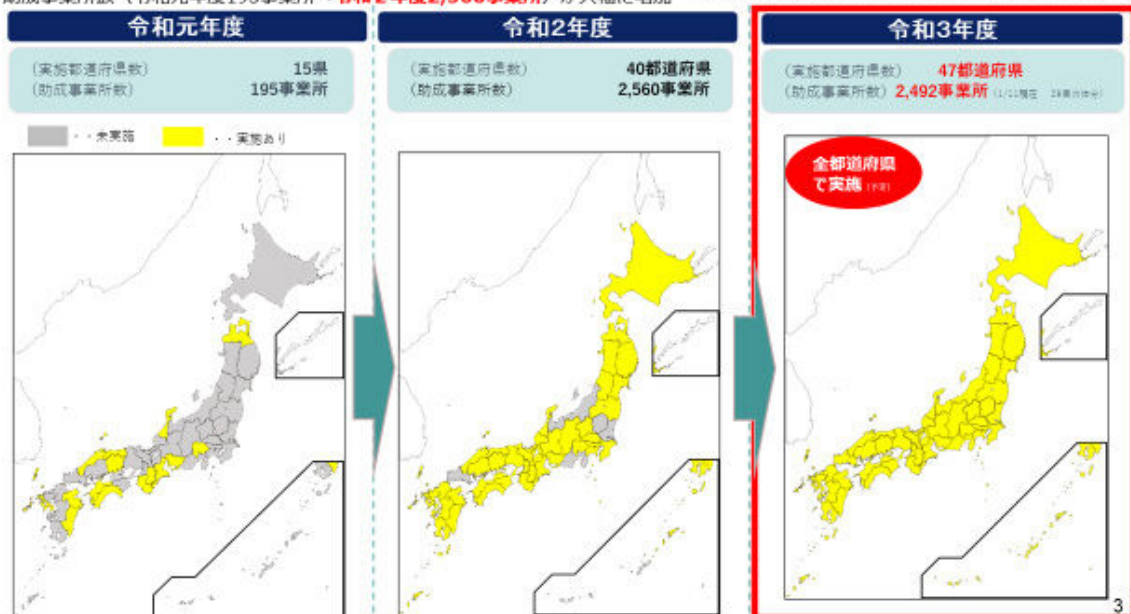 令和元年度
(実施都道府県数) 15県
(助成事業所数) 195事業所
・・未実施 ・・実施あり
令和2年度
(実施都道府県数) 40都道府県
(助成事業所数) 2,560事業所
令和3年度
(実施都道府県数) 47都道府県
(助成事業所数) 2,492事業所
全都道府県
で実施(予定)
3